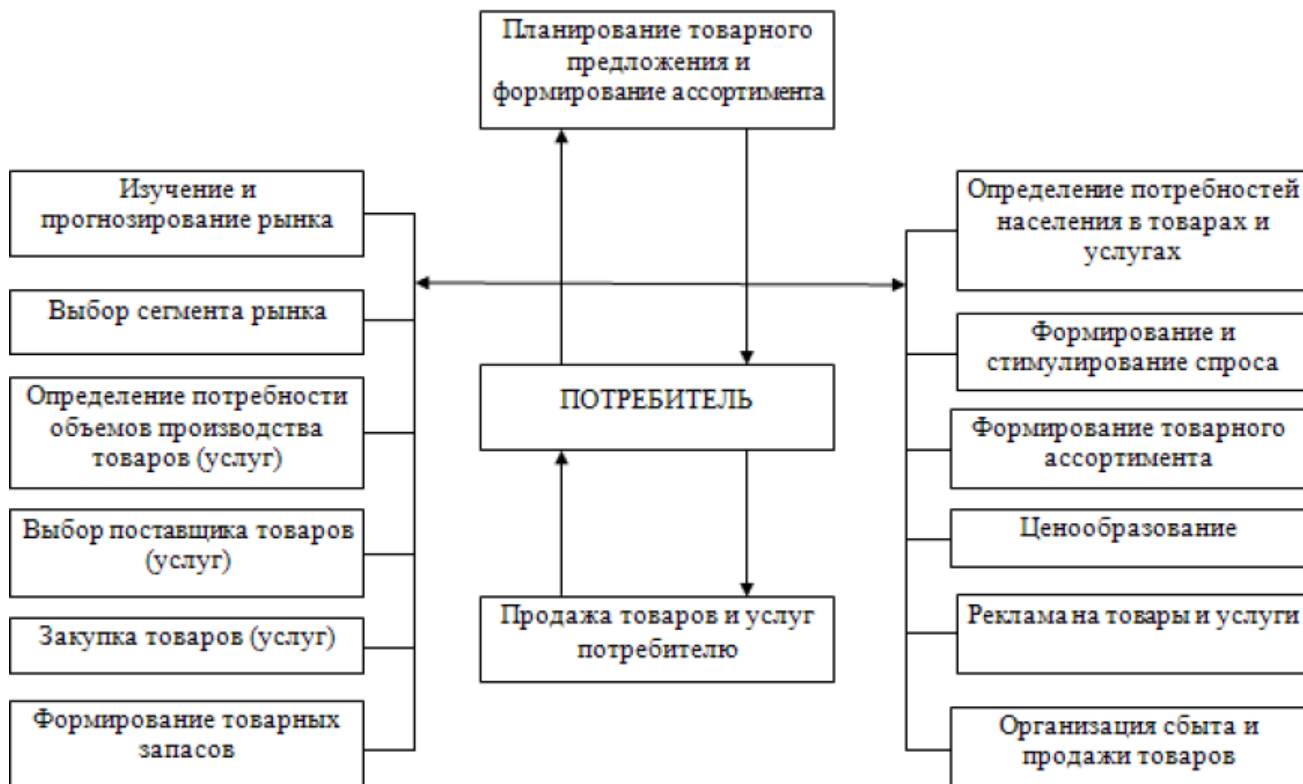 Планирование товарного
предложения и
формирование ассортимента
Изучение и
прогнозирование рынка
Выбор сегмента рынка
Определение потребности
объемов производства
товаров (услуг)
Выбор поставщика товаров
(услуг)
Закупка товаров (услуг)
Формирование товарных
запасов
ПОТРЕБИТЕЛЬ
Продажа товаров и услуг
потребителю
Определение потребностей
населения в товарах и
услугах
Формирование и
стимулирование спроса
Формирование товарного
ассортимента
Ценообразование
Реклама на товары и услуги
Организация сбыта и
продажи товаров